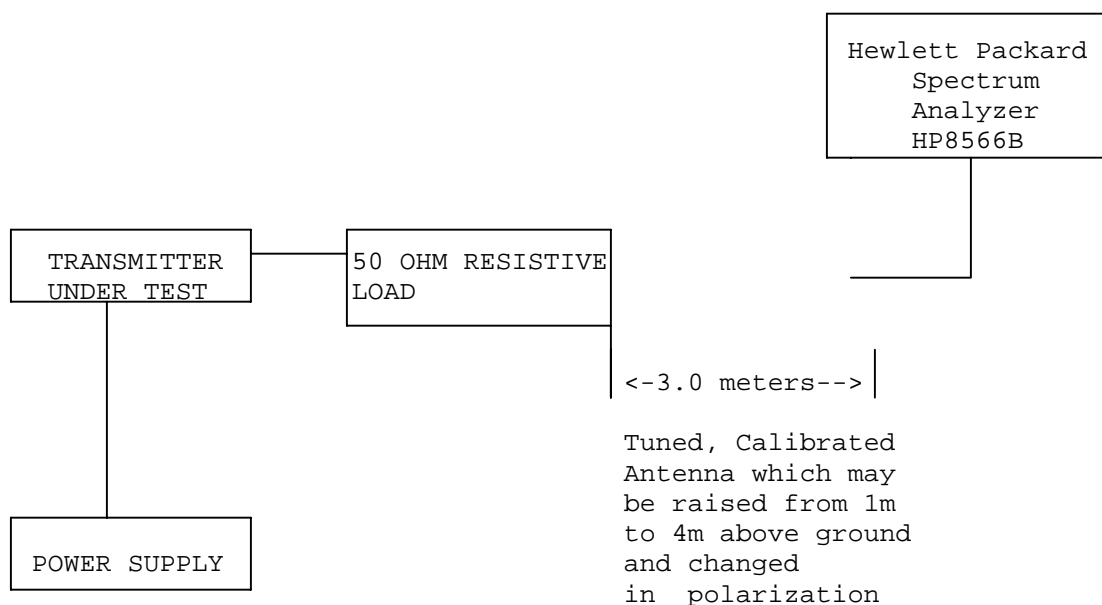 Hewlett Packard
Spectrum
Analyzer
HP8566B
TRANSMITTER
UNDER TEST
50 OHM RESISTIVE
LOAD
<-3.0 meters-->
Tuned, Calibrated
Antenna which may
be raised from 1m
to 4m above ground
and changed
in polarization
POWER SUPPLY